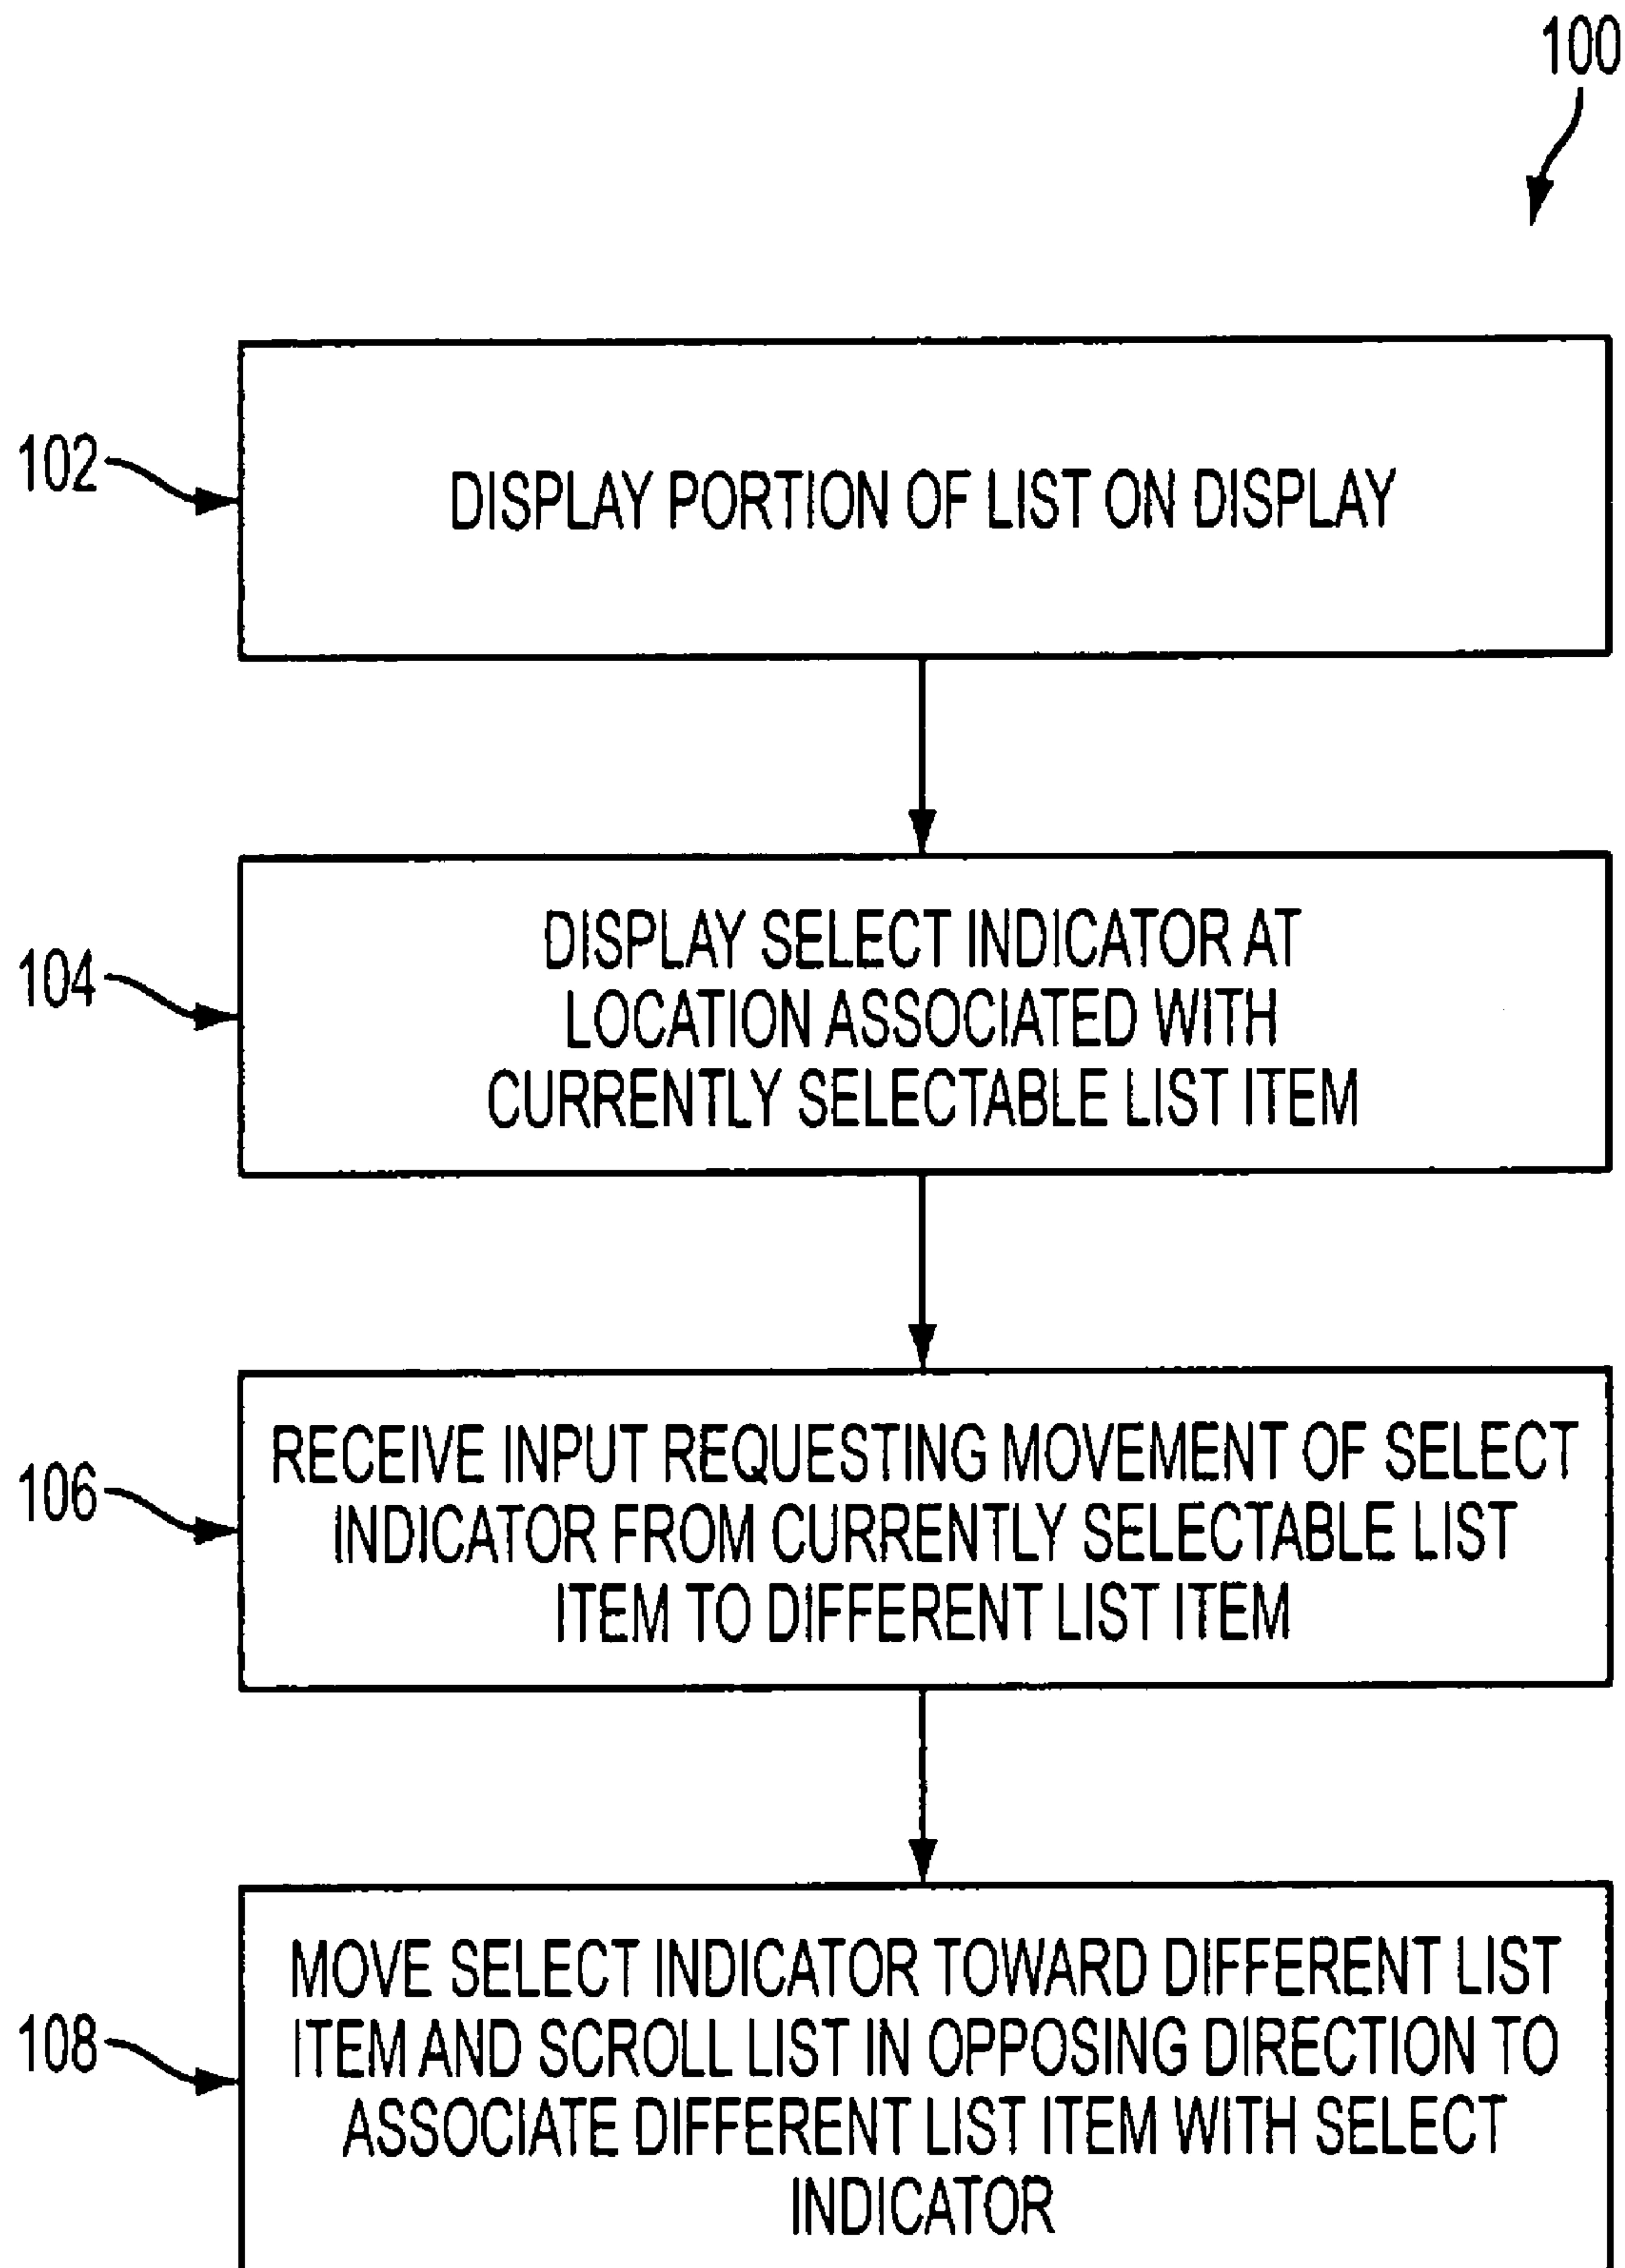 100
102
DISPLAY PORTION OF LIST ON DISPLAY
104
DISPLAY SELECT INDICATOR AT
LOCATION ASSOCIATED WITH
CURRENTLY SELECTABLE LIST ITEM
106
RECEIVE INPUT REQUESTING MOVEMENT OF SELECT
INDICATOR FROM CURRENTLY SELECTABLE LIST
ITEM TO DIFFERENT LIST ITEM
108
MOVE SELECT INDICATOR TOWARD DIFFERENT LIST
ITEM AND SCROLL LIST IN OPPOSING DIRECTION TO
ASSOCIATE DIFFERENT LIST ITEM WITH SELECT
INDICATOR